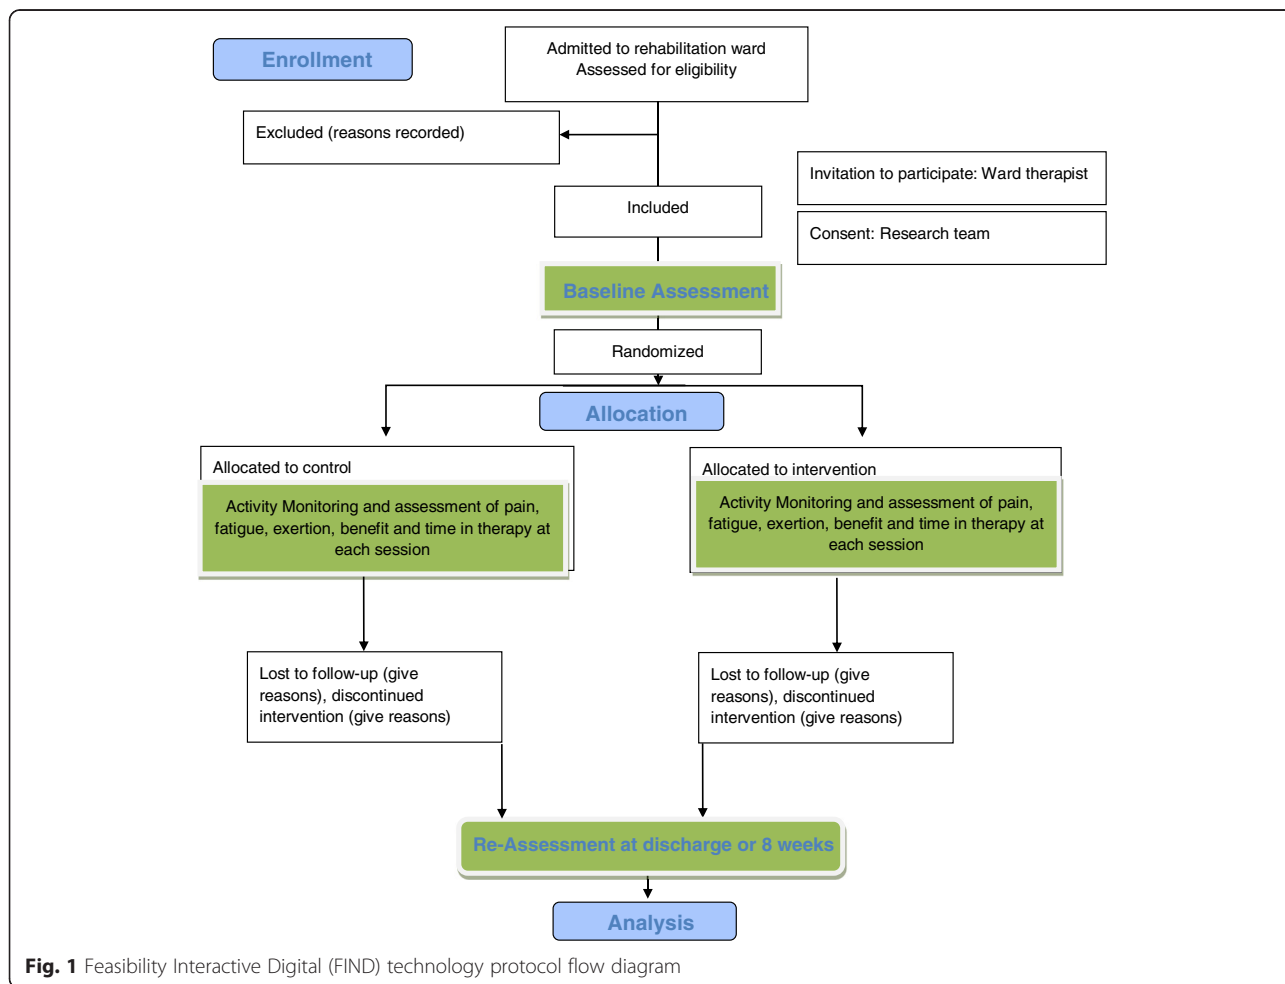 Enrollment
Admitted to rehabilitation ward
Assessed for eligibility
Excluded (reasons recorded)
Invitation to participate: Ward therapist
Included
Consent: Research team
Baseline Assessment
Randomized
Allocation
Allocated to control
Activity Monitoring and assessment of pain,
fatigue, exertion, benefit and time in therapy at
each session
Allocated to intervention
Activity Monitoring and assessment of pain,
fatigue, exertion, benefit and time in therapy at
each session
Lost to follow-up (give
reasons), discontinued
intervention (give reasons)
Lost to follow-up (give
reasons), discontinued
intervention (give reasons)
Re-Assessment at discharge or 8 weeks
Analysis
Fig. 1 Feasibility Interactive Digital (FIND) technology protocol flow diagram